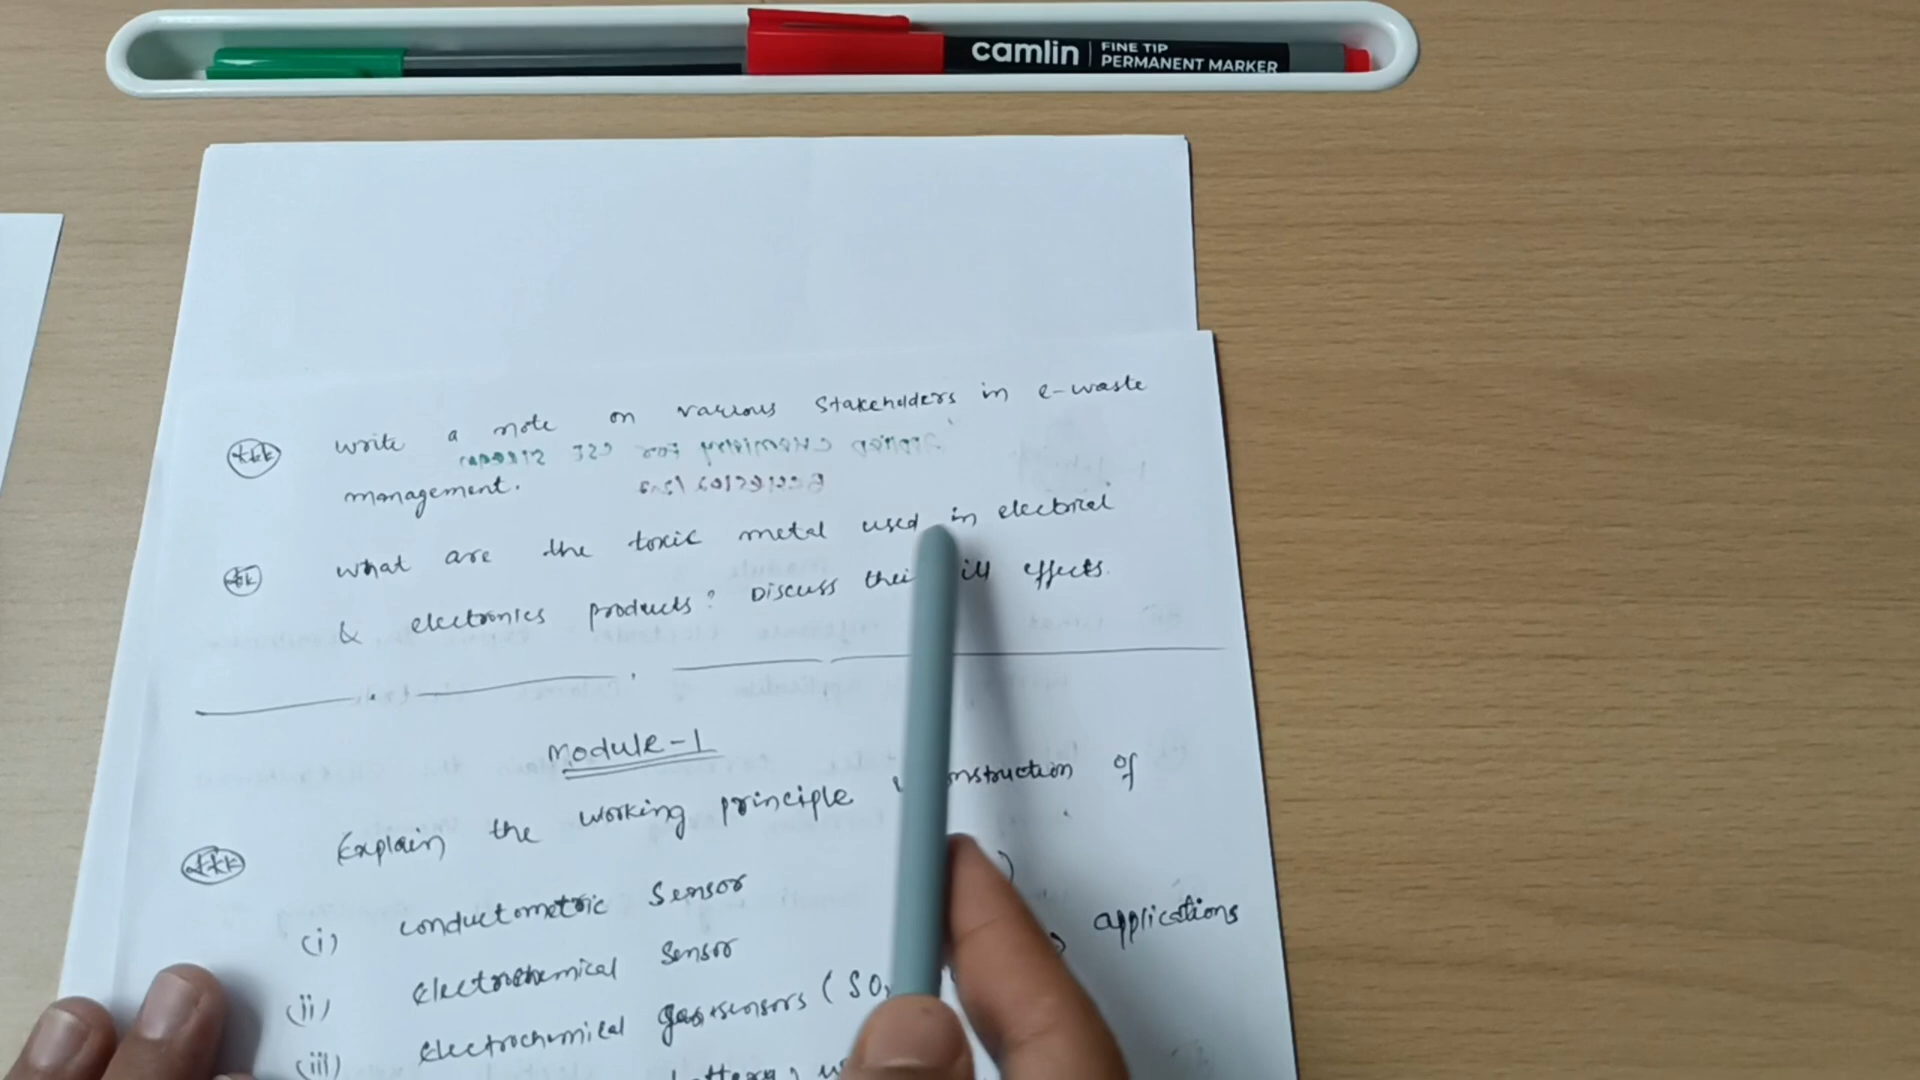 camlin FINE TIP
PERMANENT MARKER
*** write a note on various Stakeholders in e-waste
management.
** what are the toxic metal used in electrical
& electronics products? Discuss their ill effects.
Module-1
*** Explain the working principle construction of
(i) conductometric Sensor
(ii) Electrochemical Sensor
(iii) Electrochemical gas sensors (SO applications
battery,